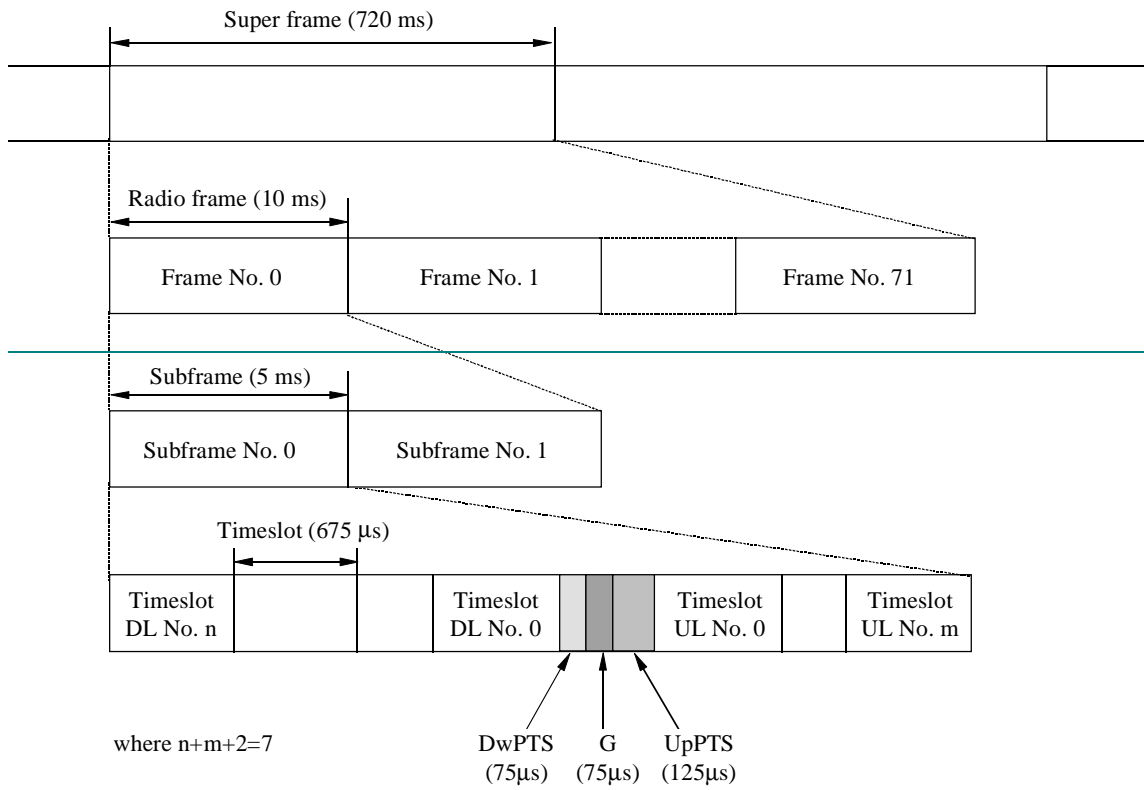 Super frame (720 ms)
Radio frame (10 ms)
Frame No. 0
Frame No. 1
Frame No. 71
Subframe (5 ms)
Subframe No. 0
Subframe No. 1
Timeslot (675 μs)
Timeslot
DL No. n
Timeslot
DL No. 0
Timeslot
UL No. 0
Timeslot
UL No. m
where n+m+2=7
DwPTS
(75μs)
G
(75μs)
UpPTS
(125μs)